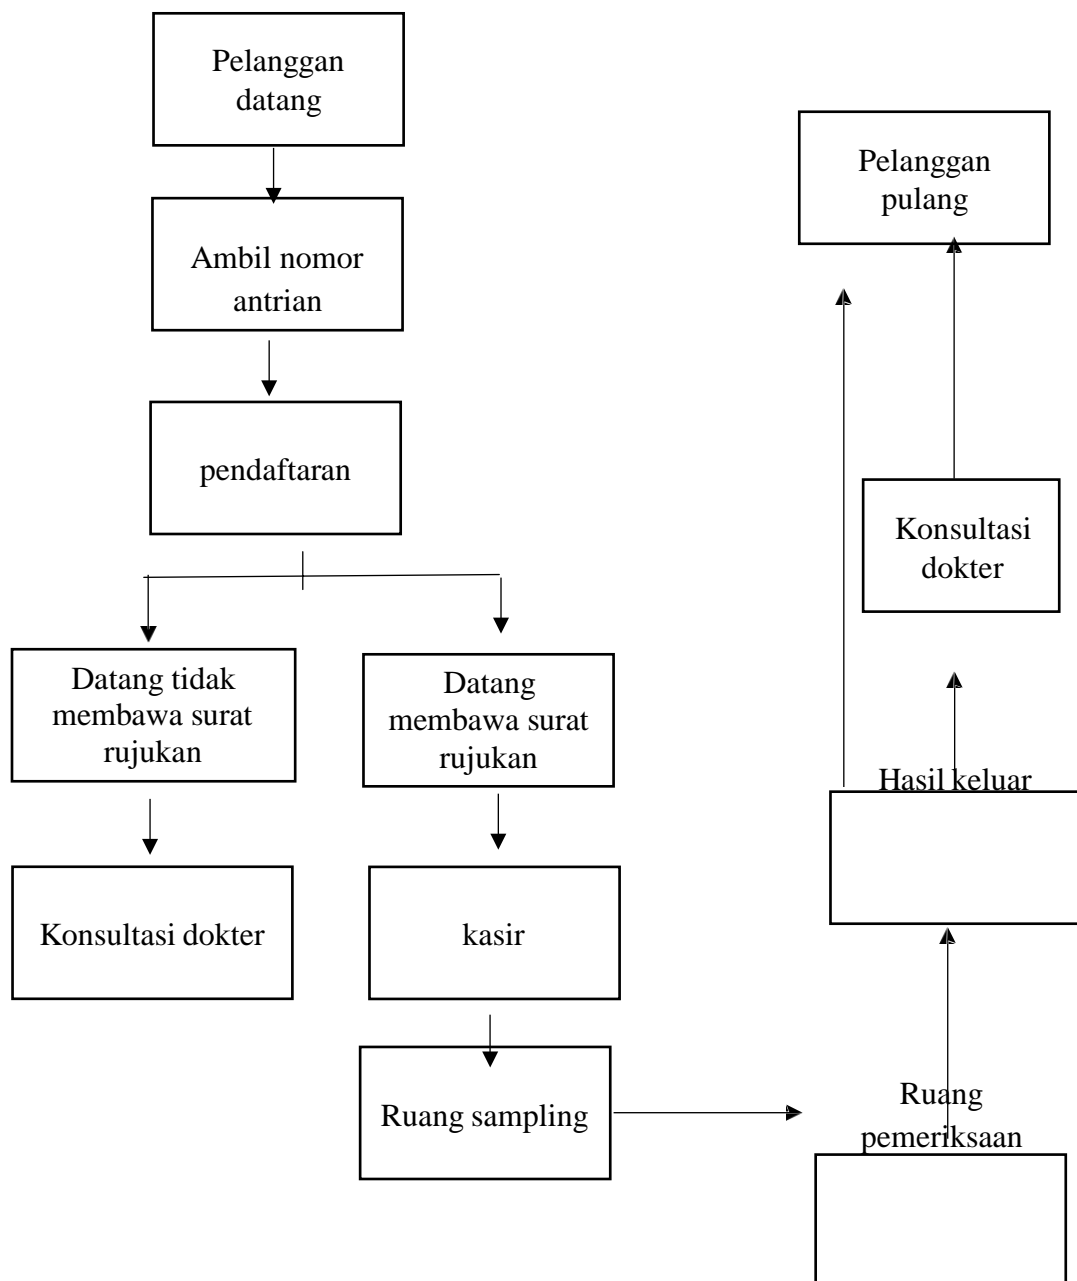 Pelanggan
datang
Ambil nomor
antrian
pendaftaran
Datang tidak
membawa surat
rujukan
Datang
membawa surat
rujukan
Konsultasi dokter
kasir
Ruang sampling
Ruang
pemeriksaan
Hasil keluar
Konsultasi
dokter
Pelanggan
pulang